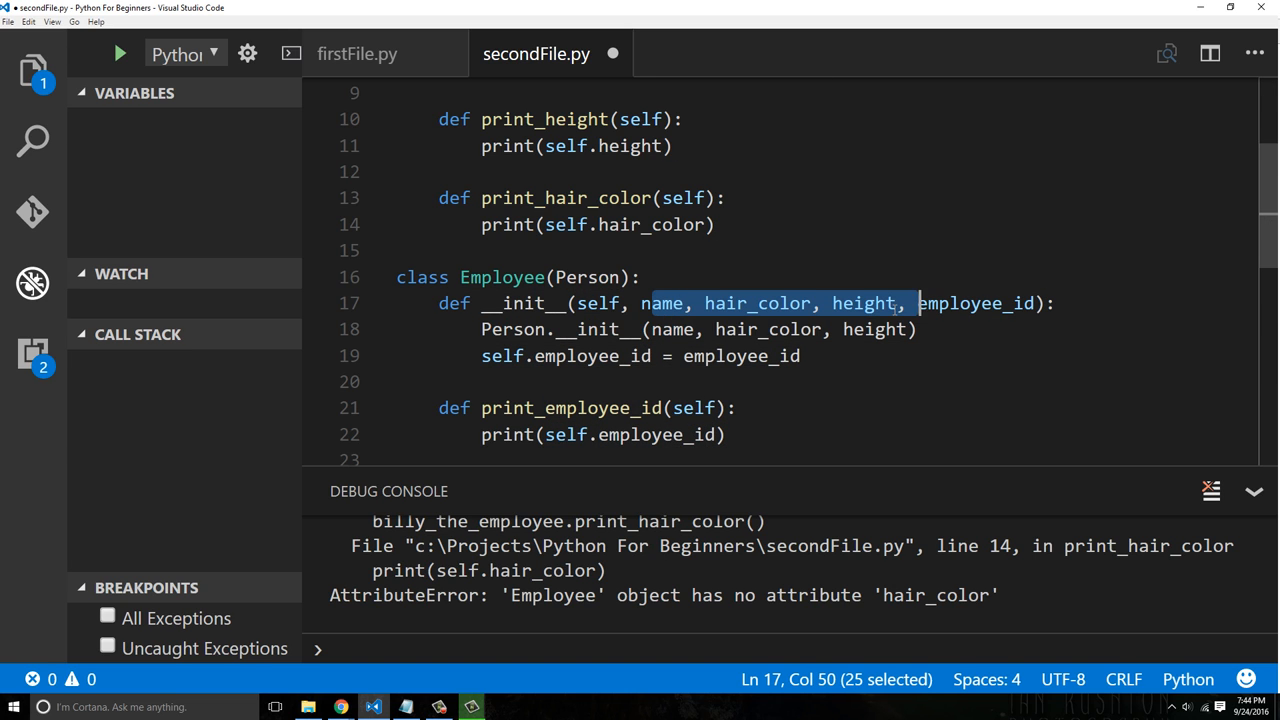 ● secondFile.py - Python For Beginners - Visual Studio Code
File Edit View Go Help
Python
firstFile.py
secondFile.py
1
2
VARIABLES
WATCH
CALL STACK
BREAKPOINTS
All Exceptions
Uncaught Exceptions
9
10 def print_height(self):
11 print(self.height)
12
13 def print_hair_color(self):
14 print(self.hair_color)
15
16 class Employee(Person):
17 def __init__(self, name, hair_color, height, employee_id):
18 Person.__init__(name, hair_color, height)
19 self.employee_id = employee_id
20
21 def print_employee_id(self):
22 print(self.employee_id)
23
DEBUG CONSOLE
billy_the_employee.print_hair_color()
File "c:\Projects\Python For Beginners\secondFile.py", line 14, in print_hair_color
print(self.hair_color)
AttributeError: 'Employee' object has no attribute 'hair_color'
0 0 Ln 17, Col 50 (25 selected) Spaces: 4 UTF-8 CRLF Python
I'm Cortana. Ask me anything.
7:44 PM
9/24/2016